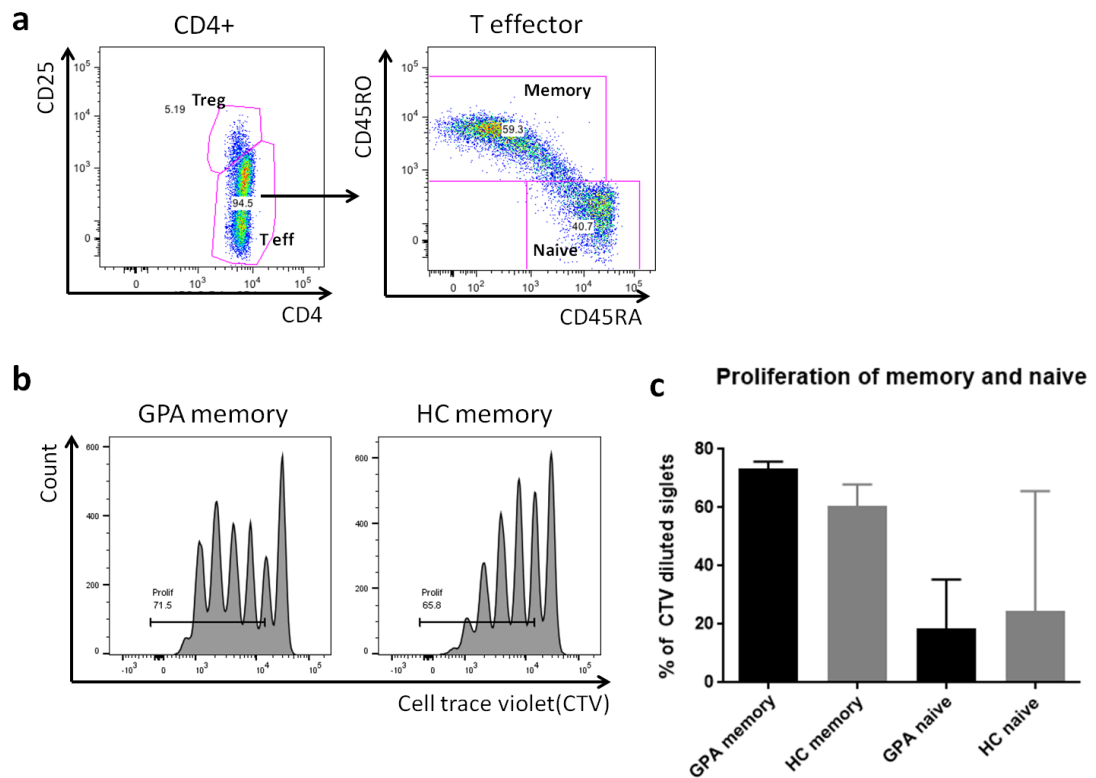 a
CD4+
T effector
CD25
10^5
10^4
10^3
0
5.19
Treg
94.5
T eff
0
10^3
10^4
10^5
CD4
CD45RO
10^5
10^4
10^3
0
Memory
59.3
40.7
Naive
0
10^2
10^3
10^4
10^5
CD45RA
b
GPA memory
HC memory
Count
600
400
200
0
Prolif
71.5
-10^3
0
10^3
10^4
10^5
600
400
200
0
Prolif
65.8
-10^3
0
10^3
10^4
10^5
Cell trace violet(CTV)
c
Proliferation of memory and naive
% of CTV diluted siglets
80
60
40
20
0
GPA memory
HC memory
GPA naive
HC naive